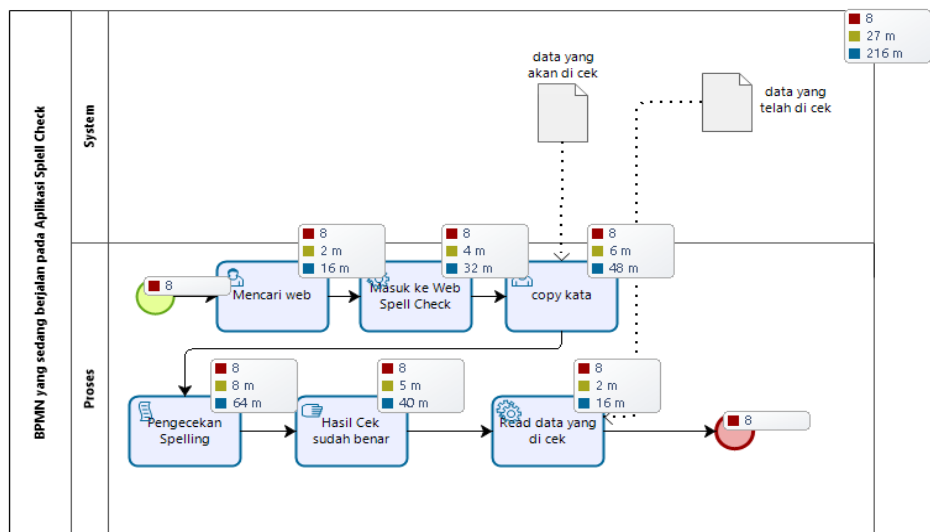 BPMN yang sedang berjalan pada Aplikasi Splell Check
System
data yang
akan di cek
data yang
telah di cek
8
27 m
216 m
Proses
8
Mencari web
8
2 m
16 m
Masuk ke Web
Spell Check
8
4 m
32 m
copy kata
8
6 m
48 m
Pengecekan
Spelling
8
8 m
64 m
Hasil Cek
sudah benar
8
5 m
40 m
Read data yang
di cek
8
2 m
16 m
8